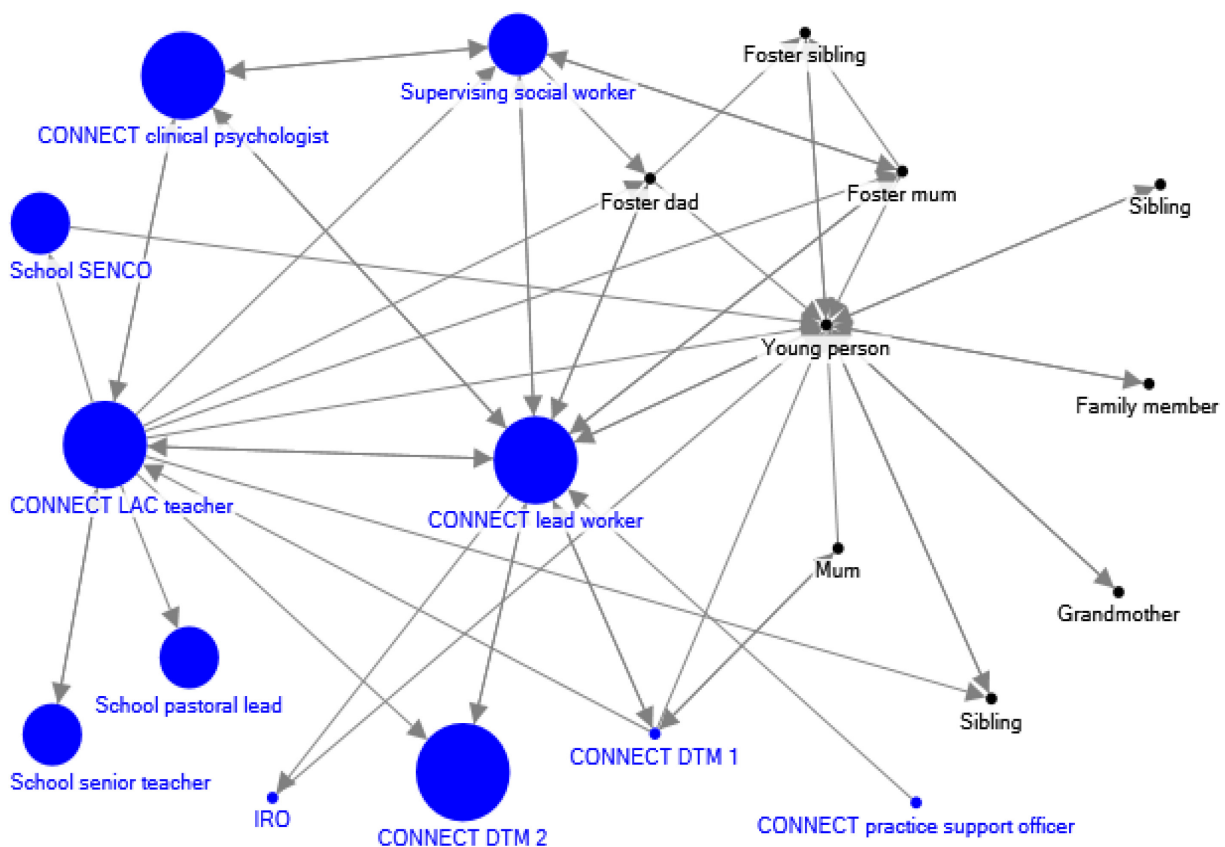 Foster sibling
Supervising social worker
CONNECT clinical psychologist
Foster dad
Foster mum
Sibling
School SENCO
Young person
Family member
CONNECT LAC teacher
CONNECT lead worker
Mum
Grandmother
School pastoral lead
Sibling
CONNECT DTM 1
School senior teacher
IRO
CONNECT DTM 2
CONNECT practice support officer